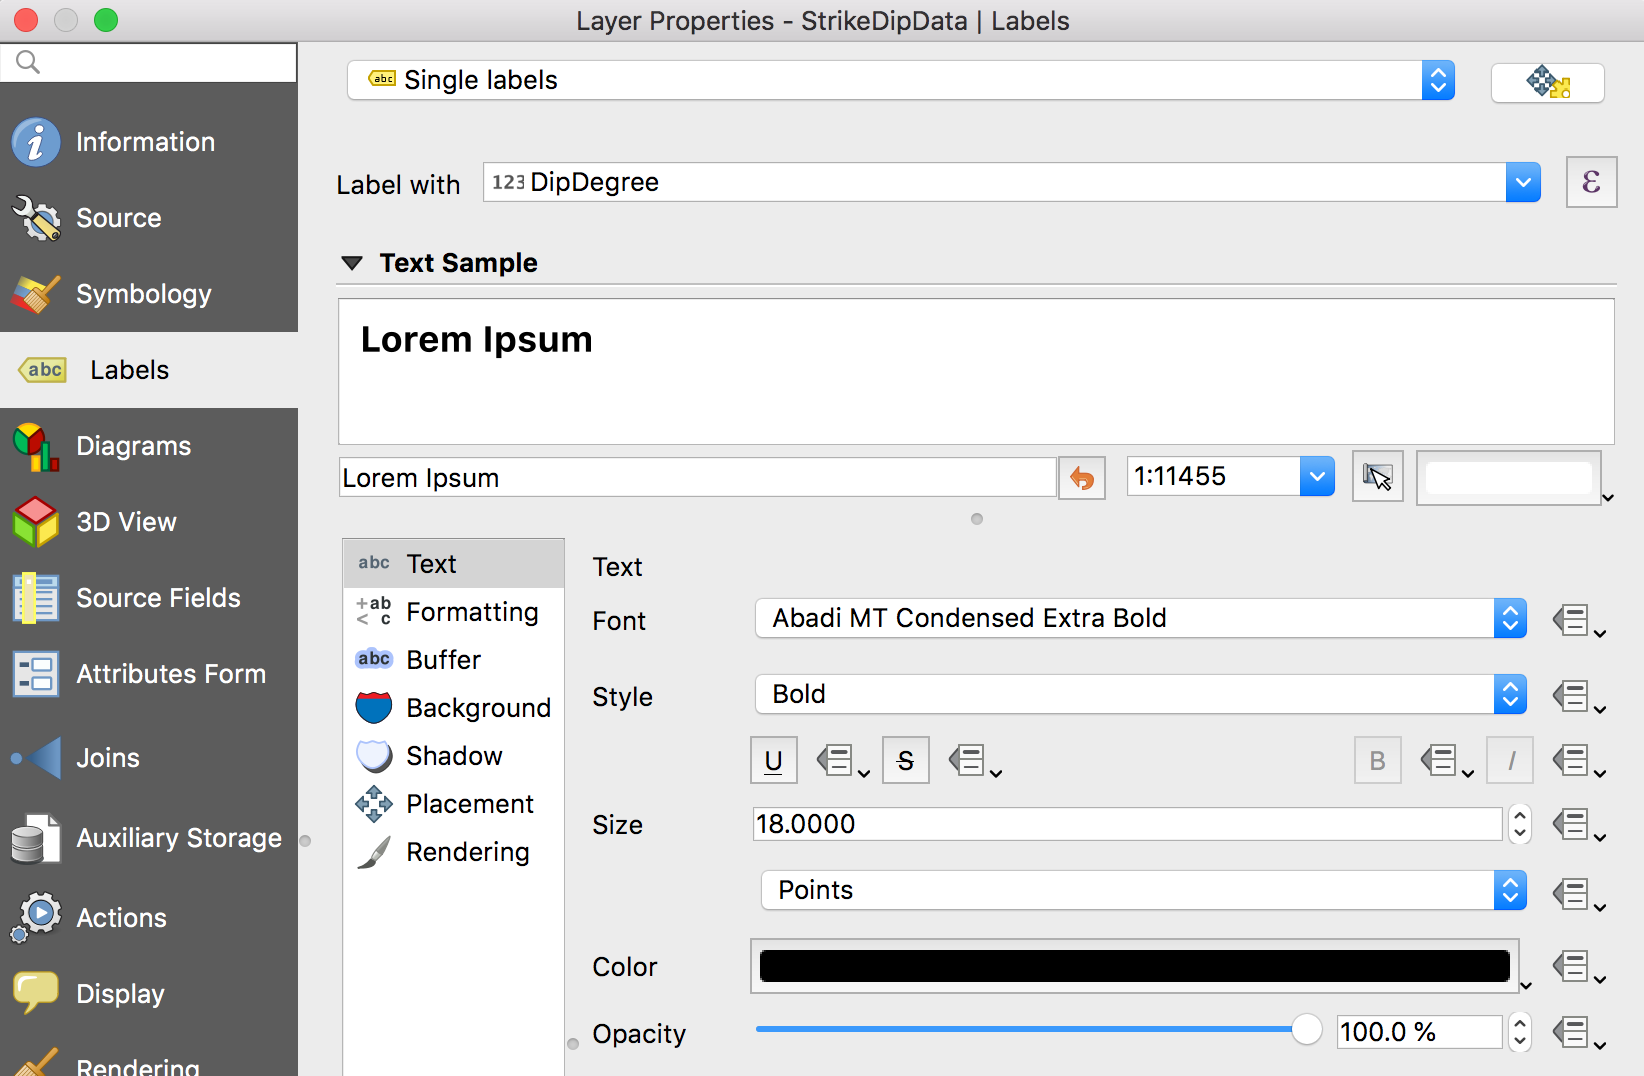 Layer Properties - StrikeDipData | Labels
abc Single labels
Information
Label with 123 DipDegree ε
Source
Text Sample
Symbology
Lorem Ipsum
abc Labels
Diagrams
Lorem Ipsum 1:11455
3D View
abc Text
Text
+ab < c Formatting
Font Abadi MT Condensed Extra Bold
Source Fields
abc Buffer
Attributes Form
Style Bold
Background
Joins
Shadow
U S B I
Placement
Auxiliary Storage
Size 18.0000
Rendering
Points
Actions
Color
Display
Opacity 100.0 %
Rendering